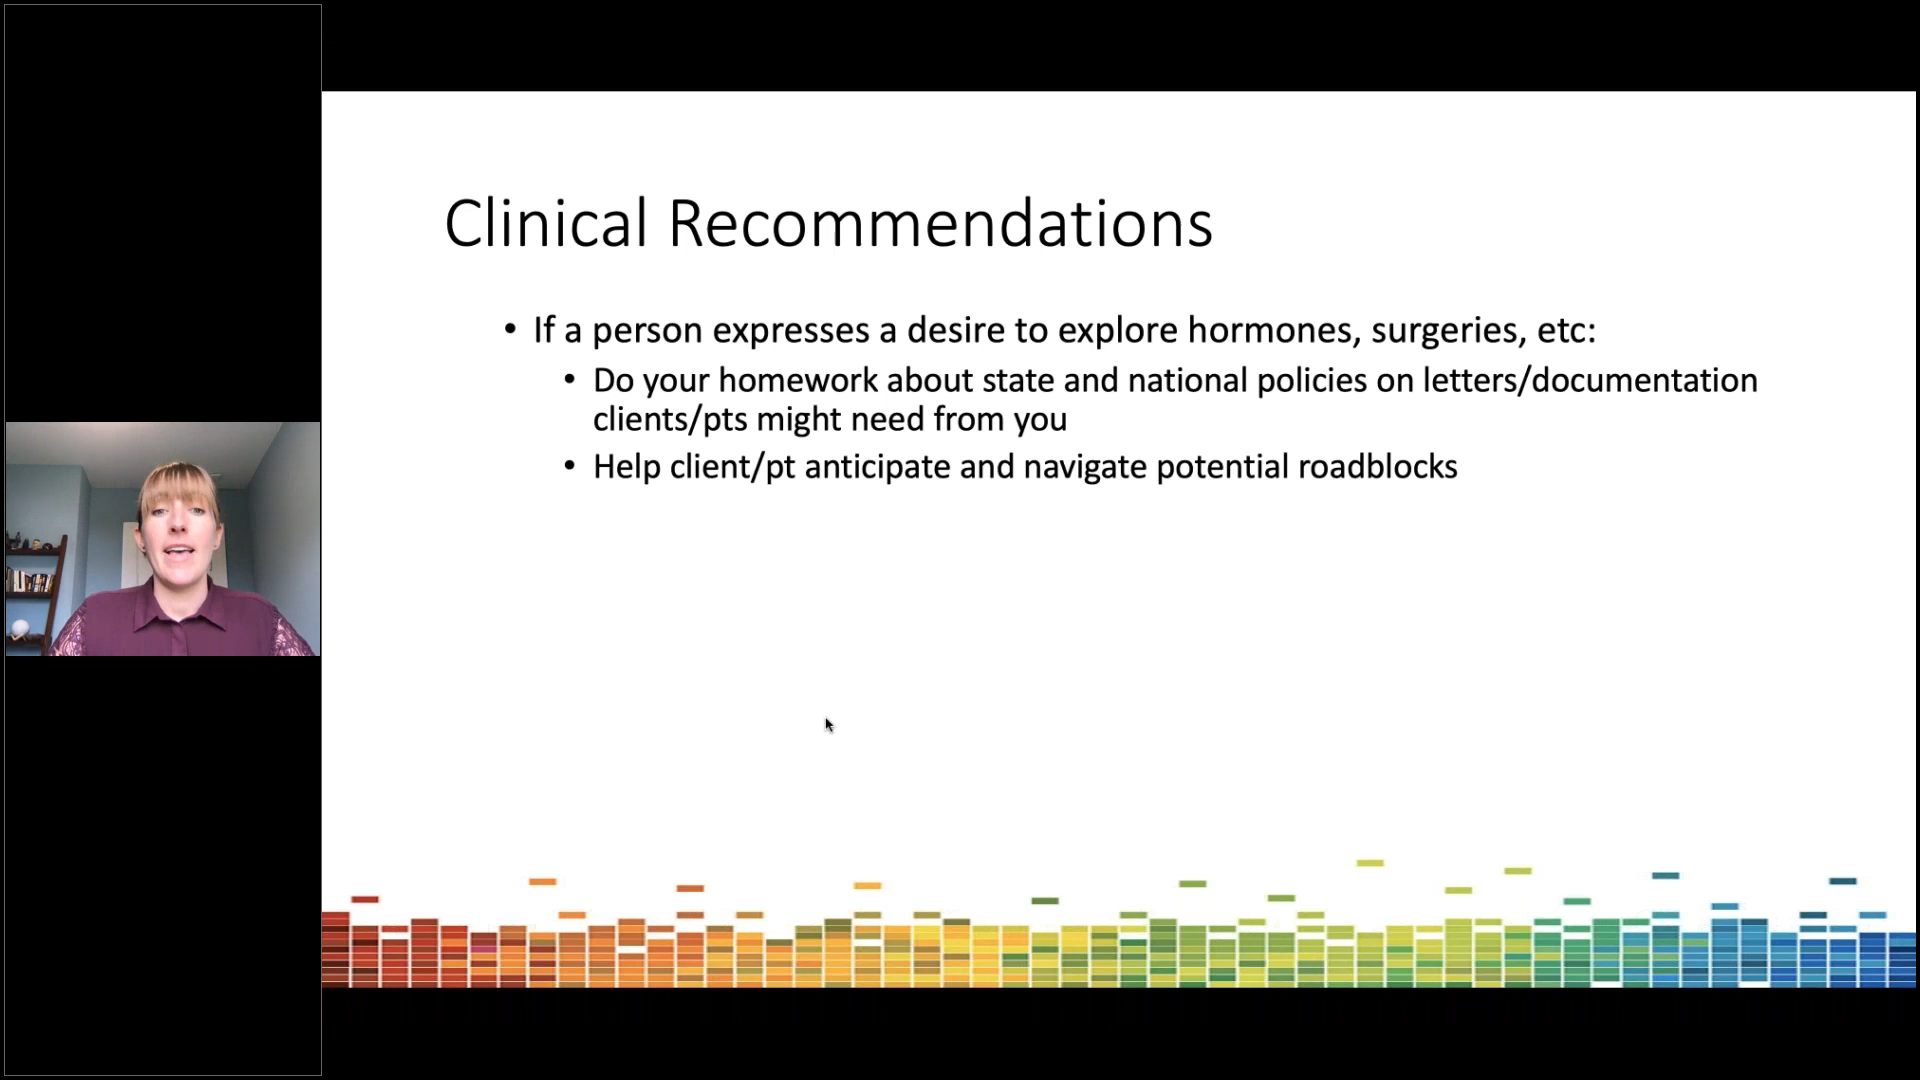 Clinical Recommendations
• If a person expresses a desire to explore hormones, surgeries, etc:
• Do your homework about state and national policies on letters/documentation
clients/pts might need from you
• Help client/pt anticipate and navigate potential roadblocks